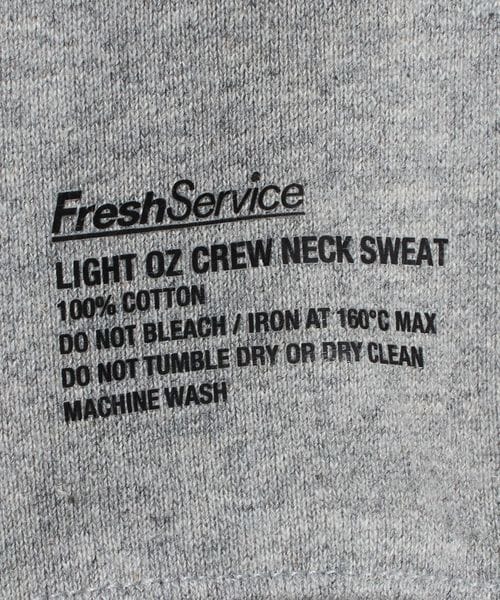 FreshService
LIGHT OZ CREW NECK SWEAT
100% COTTON
DO NOT BLEACH / IRON AT 160°C MAX
DO NOT TUMBLE DRY OR DRY CLEAN
MACHINE WASH